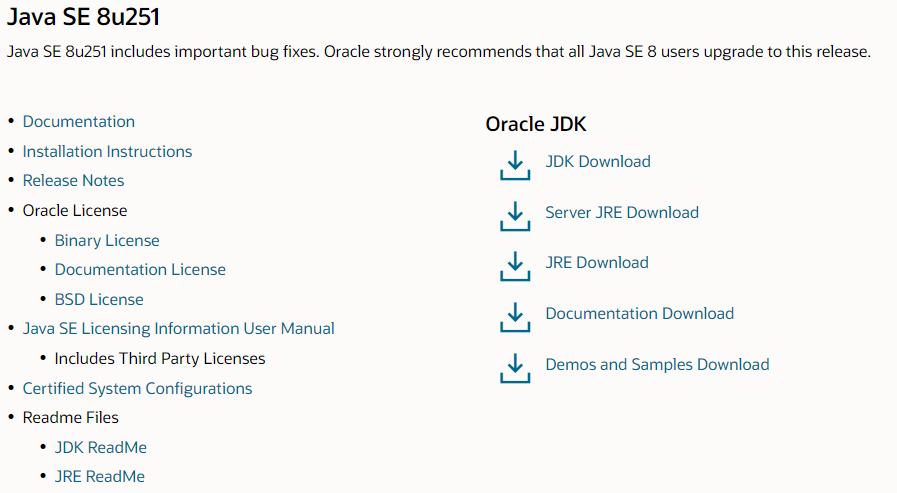 Java SE 8u251
Java SE 8u251 includes important bug fixes. Oracle strongly recommends that all Java SE 8 users upgrade to this release.
• Documentation
• Installation Instructions
• Release Notes
• Oracle License
• Binary License
• Documentation License
• BSD License
• Java SE Licensing Information User Manual
• Includes Third Party Licenses
• Certified System Configurations
• Readme Files
• JDK ReadMe
• JRE ReadMe
Oracle JDK
JDK Download
Server JRE Download
JRE Download
Documentation Download
Demos and Samples Download